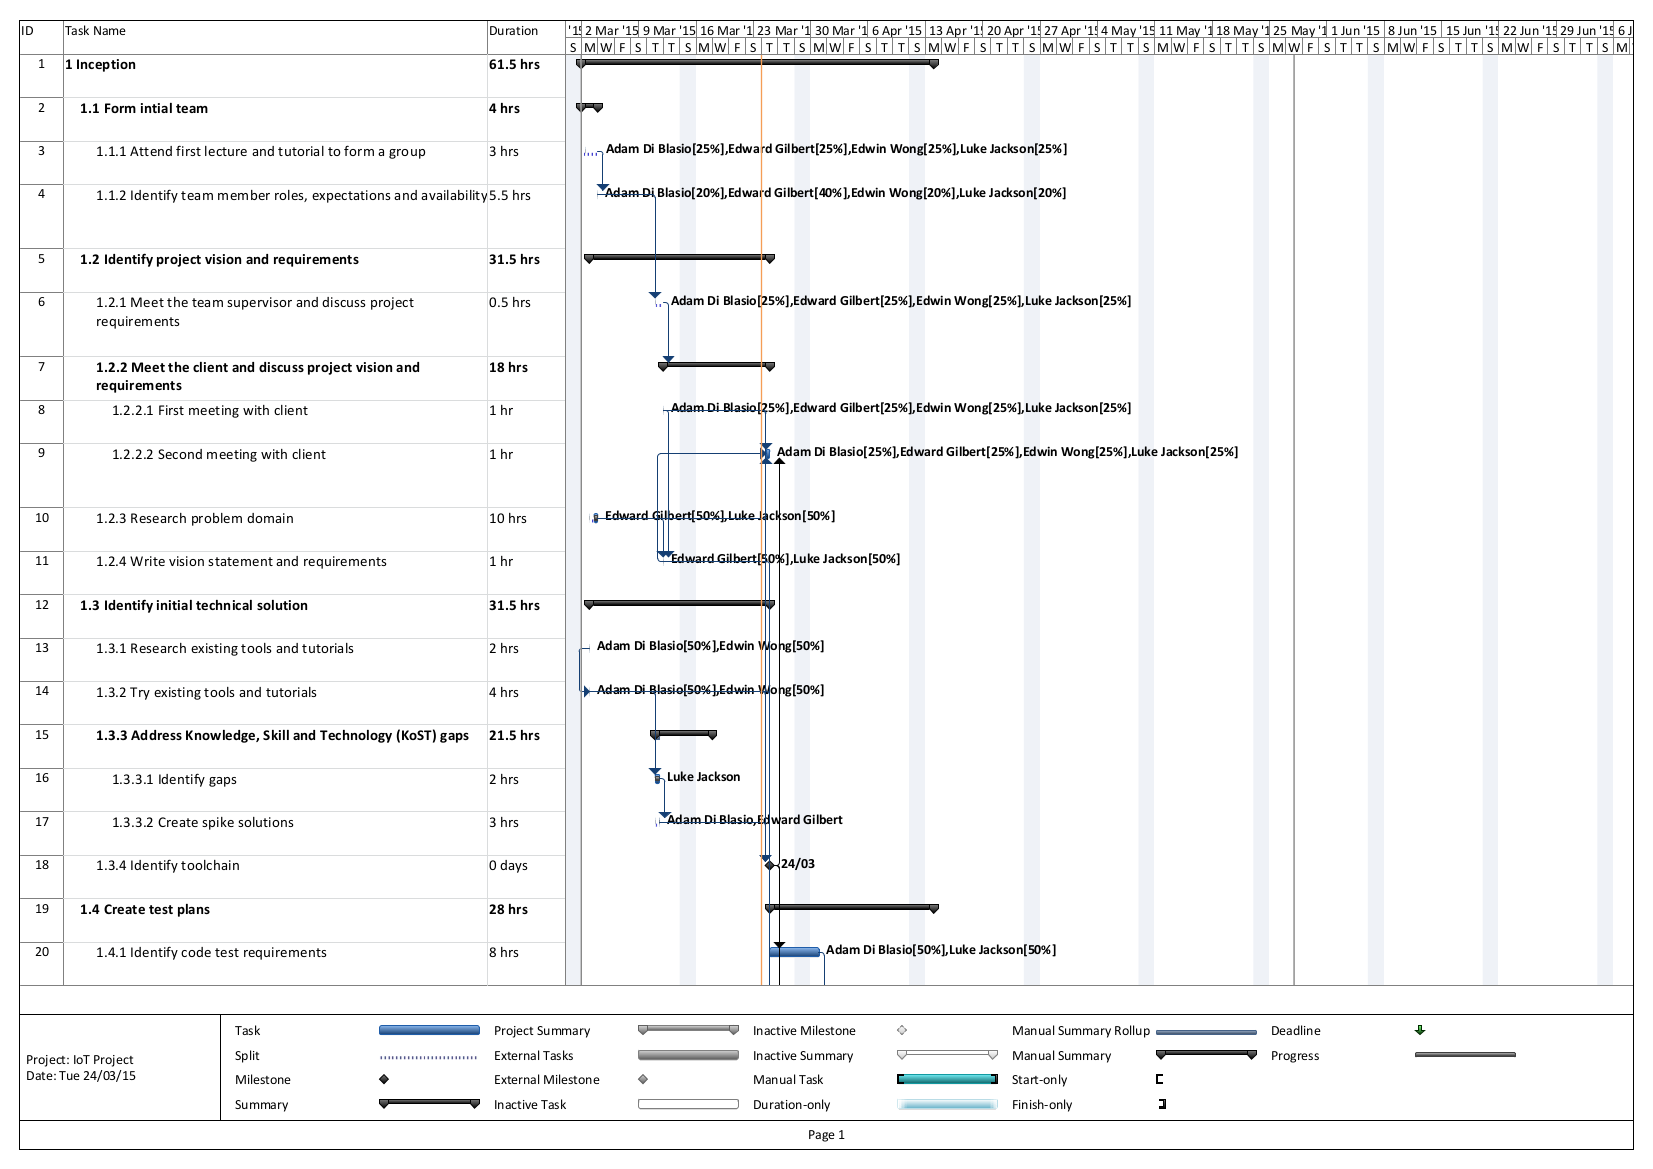 ID Task Name Duration '15 2 Mar '15 9 Mar '15 16 Mar '1 23 Mar '1 30 Mar '1 6 Apr '15 13 Apr '1 20 Apr '1 27 Apr '1 4 May '1 11 May '1 18 May '1 25 May '1 1 Jun '15 8 Jun '15 15 Jun '15 22 Jun '15 29 Jun '15 6 J
S M W F S T T S M W F S T T S M W F S T T S M W F S T T S M W F S T T S M W F S T T S M W F S T T S M W F S T T S M W F S T T S M
1 1 Inception 61.5 hrs
2 1.1 Form intial team 4 hrs
3 1.1.1 Attend first lecture and tutorial to form a group 3 hrs Adam Di Blasio[25%],Edward Gilbert[25%],Edwin Wong[25%],Luke Jackson[25%]
4 1.1.2 Identify team member roles, expectations and availability 5.5 hrs Adam Di Blasio[20%],Edward Gilbert[40%],Edwin Wong[20%],Luke Jackson[20%]
5 1.2 Identify project vision and requirements 31.5 hrs
6 1.2.1 Meet the team supervisor and discuss project 0.5 hrs Adam Di Blasio[25%],Edward Gilbert[25%],Edwin Wong[25%],Luke Jackson[25%]
requirements
7 1.2.2 Meet the client and discuss project vision and 18 hrs
requirements
8 1.2.2.1 First meeting with client 1 hr Adam Di Blasio[25%],Edward Gilbert[25%],Edwin Wong[25%],Luke Jackson[25%]
9 1.2.2.2 Second meeting with client 1 hr Adam Di Blasio[25%],Edward Gilbert[25%],Edwin Wong[25%],Luke Jackson[25%]
10 1.2.3 Research problem domain 10 hrs Edward Gilbert[50%],Luke Jackson[50%]
11 1.2.4 Write vision statement and requirements 1 hr Edward Gilbert[50%],Luke Jackson[50%]
12 1.3 Identify initial technical solution 31.5 hrs
13 1.3.1 Research existing tools and tutorials 2 hrs Adam Di Blasio[50%],Edwin Wong[50%]
14 1.3.2 Try existing tools and tutorials 4 hrs Adam Di Blasio[50%],Edwin Wong[50%]
15 1.3.3 Address Knowledge, Skill and Technology (KoST) gaps 21.5 hrs
16 1.3.3.1 Identify gaps 2 hrs Luke Jackson
17 1.3.3.2 Create spike solutions 3 hrs Adam Di Blasio,Edward Gilbert
18 1.3.4 Identify toolchain 0 days 24/03
19 1.4 Create test plans 28 hrs
20 1.4.1 Identify code test requirements 8 hrs Adam Di Blasio[50%],Luke Jackson[50%]
Project: IoT Project
Date: Tue 24/03/15
Task Project Summary Inactive Milestone Manual Summary Rollup Deadline
Split External Tasks Inactive Summary Manual Summary Progress
Milestone External Milestone Manual Task Start-only
Summary Inactive Task Duration-only Finish-only
Page 1